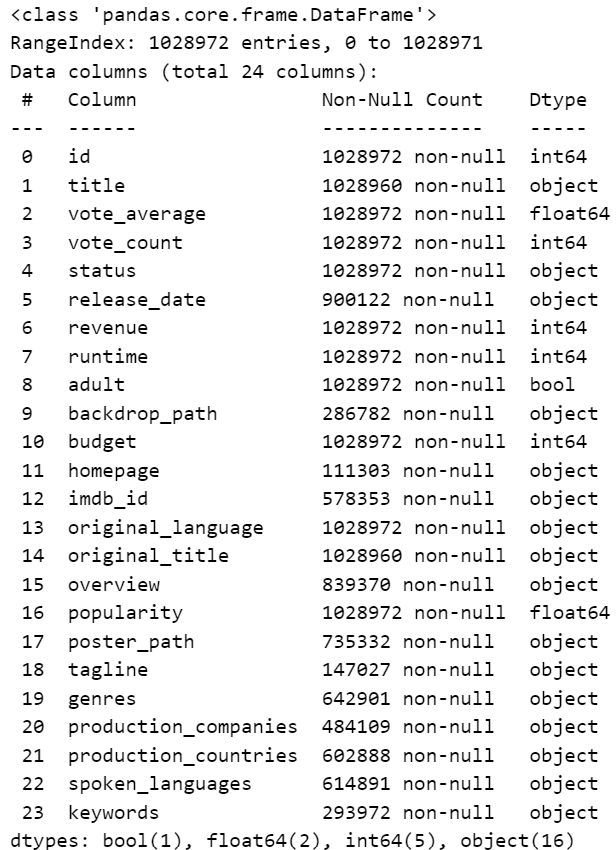 <class 'pandas.core.frame.DataFrame'>
RangeIndex: 1028972 entries, 0 to 1028971
Data columns (total 24 columns):
 #   Column                Non-Null Count    Dtype
---  ------                --------------    -----
 0   id                    1028972 non-null  int64
 1   title                 1028960 non-null  object
 2   vote_average          1028972 non-null  float64
 3   vote_count            1028972 non-null  int64
 4   status                1028972 non-null  object
 5   release_date          900122 non-null   object
 6   revenue               1028972 non-null  int64
 7   runtime               1028972 non-null  int64
 8   adult                 1028972 non-null  bool
 9   backdrop_path         286782 non-null   object
 10  budget                1028972 non-null  int64
 11  homepage              111303 non-null   object
 12  imdb_id               578353 non-null   object
 13  original_language     1028972 non-null  object
 14  original_title        1028960 non-null  object
 15  overview              839370 non-null   object
 16  popularity            1028972 non-null  float64
 17  poster_path           735332 non-null   object
 18  tagline               147027 non-null   object
 19  genres                642901 non-null   object
 20  production_companies  484109 non-null   object
 21  production_countries  602888 non-null   object
 22  spoken_languages      614891 non-null   object
 23  keywords              293972 non-null   object
dtypes: bool(1), float64(2), int64(5), object(16)